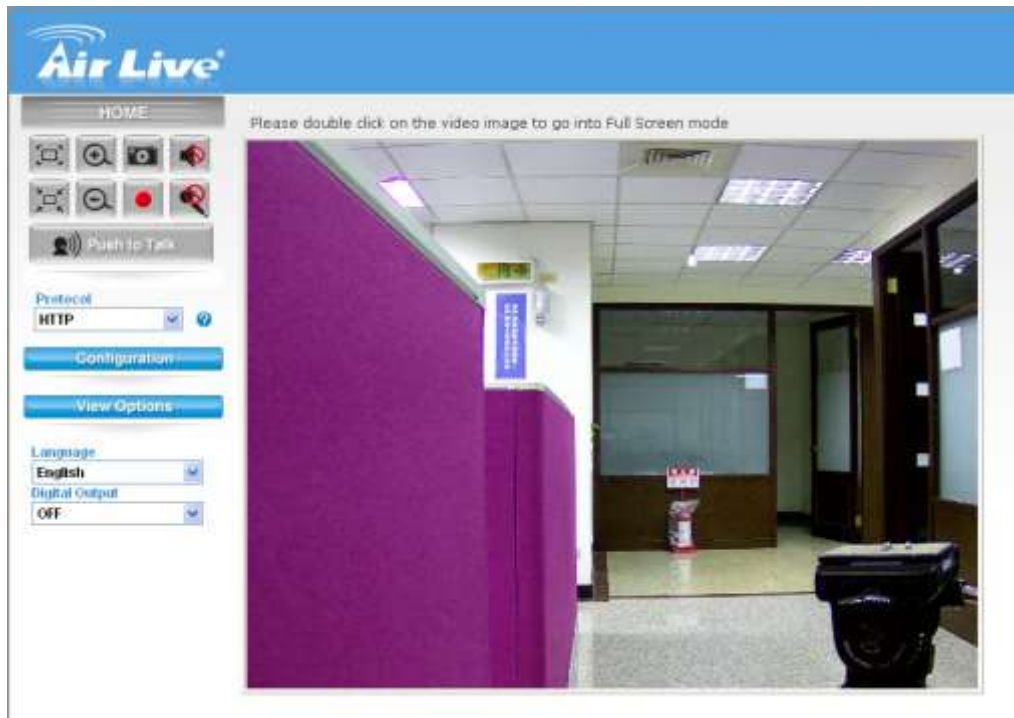 Air Live
HOME
Please double click on the video image to go into Full Screen mode
Push to Talk
Protocol
HTTP
Configuration
View Options
Language
English
Digital Output
OFF